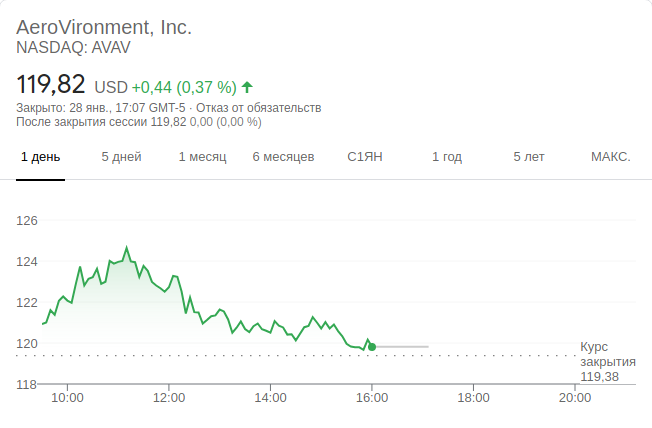 AeroVironment, Inc.
NASDAQ: AVAV
119,82 USD +0,44 (0,37 %)
Закрыто: 28 янв., 17:07 GMT-5 · Отказ от обязательств
После закрытия сессии 119,82 0,00 (0,00 %)
1 день 5 дней 1 месяц 6 месяцев С1ЯН 1 год 5 лет МАКС.
126
124
122
120
118
Курс
закрытия
119,38
10:00 12:00 14:00 16:00 18:00 20:00